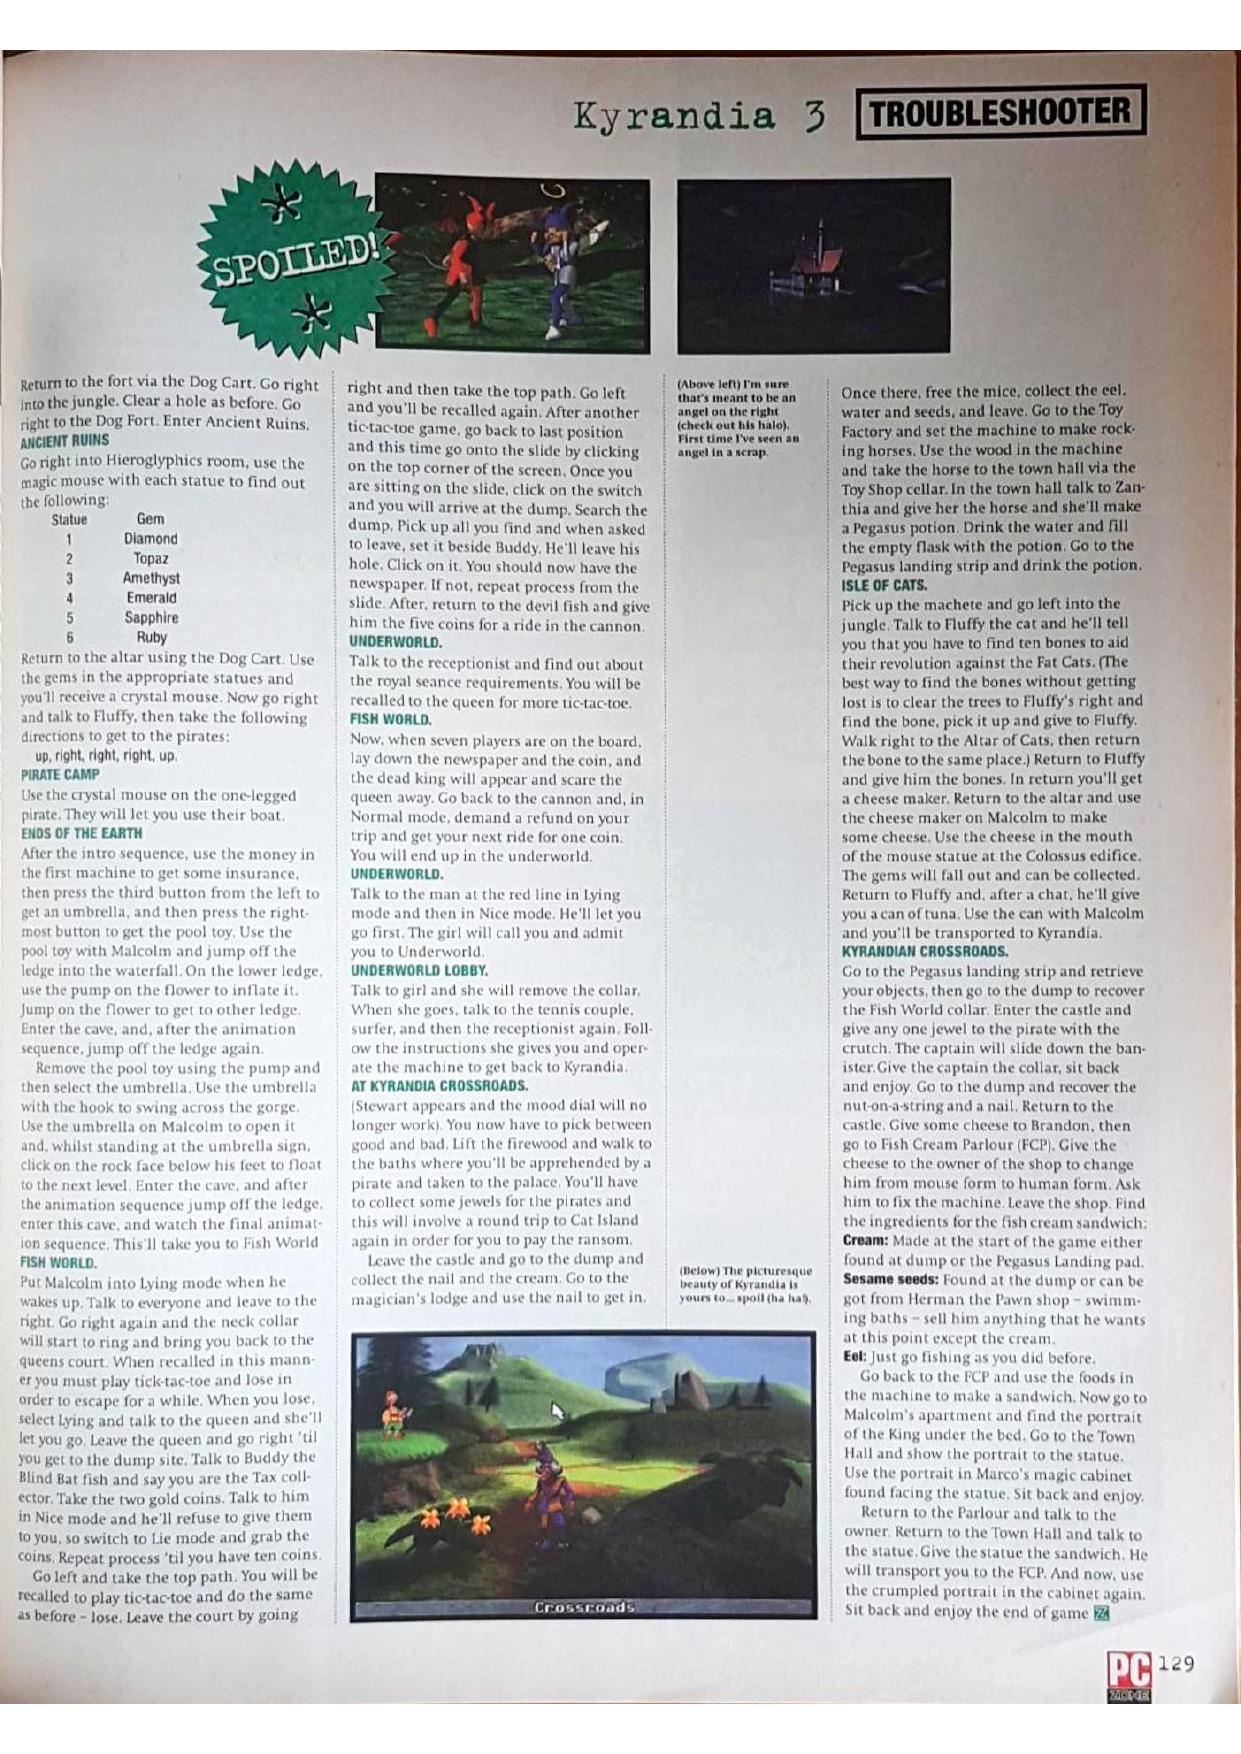 Kyrandia 3 TROUBLESHOOTER
SPOILED!
Return to the fort via the Dog Cart. Go right
into the jungle. Clear a hole as before. Go
right to the Dog Fort. Enter Ancient Ruins.
ANCIENT RUINS
Go right into Hieroglyphics room, use the
magic mouse with each statue to find out
the following:
Statue Gem
1 Diamond
2 Topaz
3 Amethyst
4 Emerald
5 Sapphire
6 Ruby
Return to the altar using the Dog Cart. Use
the gems in the appropriate statues and
you'll receive a crystal mouse. Now go right
and talk to Fluffy, then take the following
directions to get to the pirates:
up, right, right, right, up.
PIRATE CAMP
Use the crystal mouse on the one-legged
pirate. They will let you use their boat.
ENDS OF THE EARTH
After the intro sequence, use the money in
the first machine to get some insurance,
then press the third button from the left to
get an umbrella, and then press the right-
most button to get the pool toy. Use the
pool toy with Malcolm and jump off the
ledge into the waterfall. On the lower ledge,
use the pump on the flower to inflate it.
Jump on the flower to get to other ledge.
Enter the cave, and, after the animation
sequence, jump off the ledge again.
Remove the pool toy using the pump and
then select the umbrella. Use the umbrella
with the hook to swing across the gorge.
Use the umbrella on Malcolm to open it
and, whilst standing at the umbrella sign,
click on the rock face below his feet to float
to the next level. Enter the cave, and after
the animation sequence jump off the ledge,
enter this cave, and watch the final animat-
ion sequence. This'll take you to Fish World
FISH WORLD.
Put Malcolm into Lying mode when he
wakes up. Talk to everyone and leave to the
right. Go right again and the neck collar
will start to ring and bring you back to the
queens court. When recalled in this mann-
er you must play tick-tac-toe and lose in
order to escape for a while. When you lose,
select Lying and talk to the queen and she'll
let you go. Leave the queen and go right 'til
you get to the dump site. Talk to Buddy the
Blind Bat fish and say you are the Tax coll-
ector. Take the two gold coins. Talk to him
in Nice mode and he'll refuse to give them
to you, so switch to Lie mode and grab the
coins. Repeat process 'til you have ten coins.
Go left and take the top path. You will be
recalled to play tic-tac-toe and do the same
as before – lose. Leave the court by going
right and then take the top path. Go left
and you'll be recalled again. After another
tic-tac-toe game, go back to last position
and this time go onto the slide by clicking
on the top corner of the screen. Once you
are sitting on the slide, click on the switch
and you will arrive at the dump. Search the
dump. Pick up all you find and when asked
to leave, set it beside Buddy. He'll leave his
hole. Click on it. You should now have the
newspaper. If not, repeat process from the
slide. After, return to the devil fish and give
him the five coins for a ride in the cannon.
UNDERWORLD.
Talk to the receptionist and find out about
the royal seance requirements. You will be
recalled to the queen for more tic-tac-toe.
FISH WORLD.
Now, when seven players are on the board,
lay down the newspaper and the coin, and
the dead king will appear and scare the
queen away. Go back to the cannon and, in
Normal mode, demand a refund on your
trip and get your next ride for one coin.
You will end up in the underworld.
UNDERWORLD.
Talk to the man at the red line in Lying
mode and then in Nice mode. He'll let you
go first. The girl will call you and admit
you to Underworld.
UNDERWORLD LOBBY.
Talk to girl and she will remove the collar.
When she goes, talk to the tennis couple,
surfer, and then the receptionist again. Foll-
ow the instructions she gives you and oper-
ate the machine to get back to Kyrandia.
AT KYRANDIA CROSSROADS.
(Stewart appears and the mood dial will no
longer work). You now have to pick between
good and bad. Lift the firewood and walk to
the baths where you'll be apprehended by a
pirate and taken to the palace. You'll have
to collect some jewels for the pirates and
this will involve a round trip to Cat Island
again in order for you to pay the ransom.
Leave the castle and go to the dump and
collect the nail and the cream. Go to the
magician's lodge and use the nail to get in.
Crossroads
(Above left) I'm sure
that's meant to be an
angel on the right
(check out his halo).
First time I've seen an
angel in a scrap.
(Below) The picturesque
beauty of Kyrandia is
yours to... spoil (ha ha!).
Once there, free the mice, collect the eel,
water and seeds, and leave. Go to the Toy
Factory and set the machine to make rock-
ing horses. Use the wood in the machine
and take the horse to the town hall via the
Toy Shop cellar. In the town hall talk to Zan-
thia and give her the horse and she'll make
a Pegasus potion. Drink the water and fill
the empty flask with the potion. Go to the
Pegasus landing strip and drink the potion.
ISLE OF CATS.
Pick up the machete and go left into the
jungle. Talk to Fluffy the cat and he'll tell
you that you have to find ten bones to aid
their revolution against the Fat Cats. (The
best way to find the bones without getting
lost is to clear the trees to Fluffy's right and
find the bone, pick it up and give to Fluffy.
Walk right to the Altar of Cats, then return
the bone to the same place.) Return to Fluffy
and give him the bones. In return you'll get
a cheese maker. Return to the altar and use
the cheese maker on Malcolm to make
some cheese. Use the cheese in the mouth
of the mouse statue at the Colossus edifice.
The gems will fall out and can be collected.
Return to Fluffy and, after a chat, he'll give
you a can of tuna. Use the can with Malcolm
and you'll be transported to Kyrandia.
KYRANDIAN CROSSROADS.
Go to the Pegasus landing strip and retrieve
your objects, then go to the dump to recover
the Fish World collar. Enter the castle and
give any one jewel to the pirate with the
crutch. The captain will slide down the ban-
ister. Give the captain the collar, sit back
and enjoy. Go to the dump and recover the
nut-on-a-string and a nail. Return to the
castle. Give some cheese to Brandon, then
go to Fish Cream Parlour (FCP). Give the
cheese to the owner of the shop to change
him from mouse form to human form. Ask
him to fix the machine. Leave the shop. Find
the ingredients for the fish cream sandwich:
Cream: Made at the start of the game either
found at dump or the Pegasus Landing pad.
Sesame seeds: Found at the dump or can be
got from Herman the Pawn shop – swimm-
ing baths – sell him anything that he wants
at this point except the cream.
Eel: Just go fishing as you did before.
Go back to the FCP and use the foods in
the machine to make a sandwich. Now go to
Malcolm's apartment and find the portrait
of the King under the bed. Go to the Town
Hall and show the portrait to the statue.
Use the portrait in Marco's magic cabinet
found facing the statue. Sit back and enjoy.
Return to the Parlour and talk to the
owner. Return to the Town Hall and talk to
the statue. Give the statue the sandwich. He
will transport you to the FCP. And now, use
the crumpled portrait in the cabinet again.
Sit back and enjoy the end of game Z
PC ZONE 129